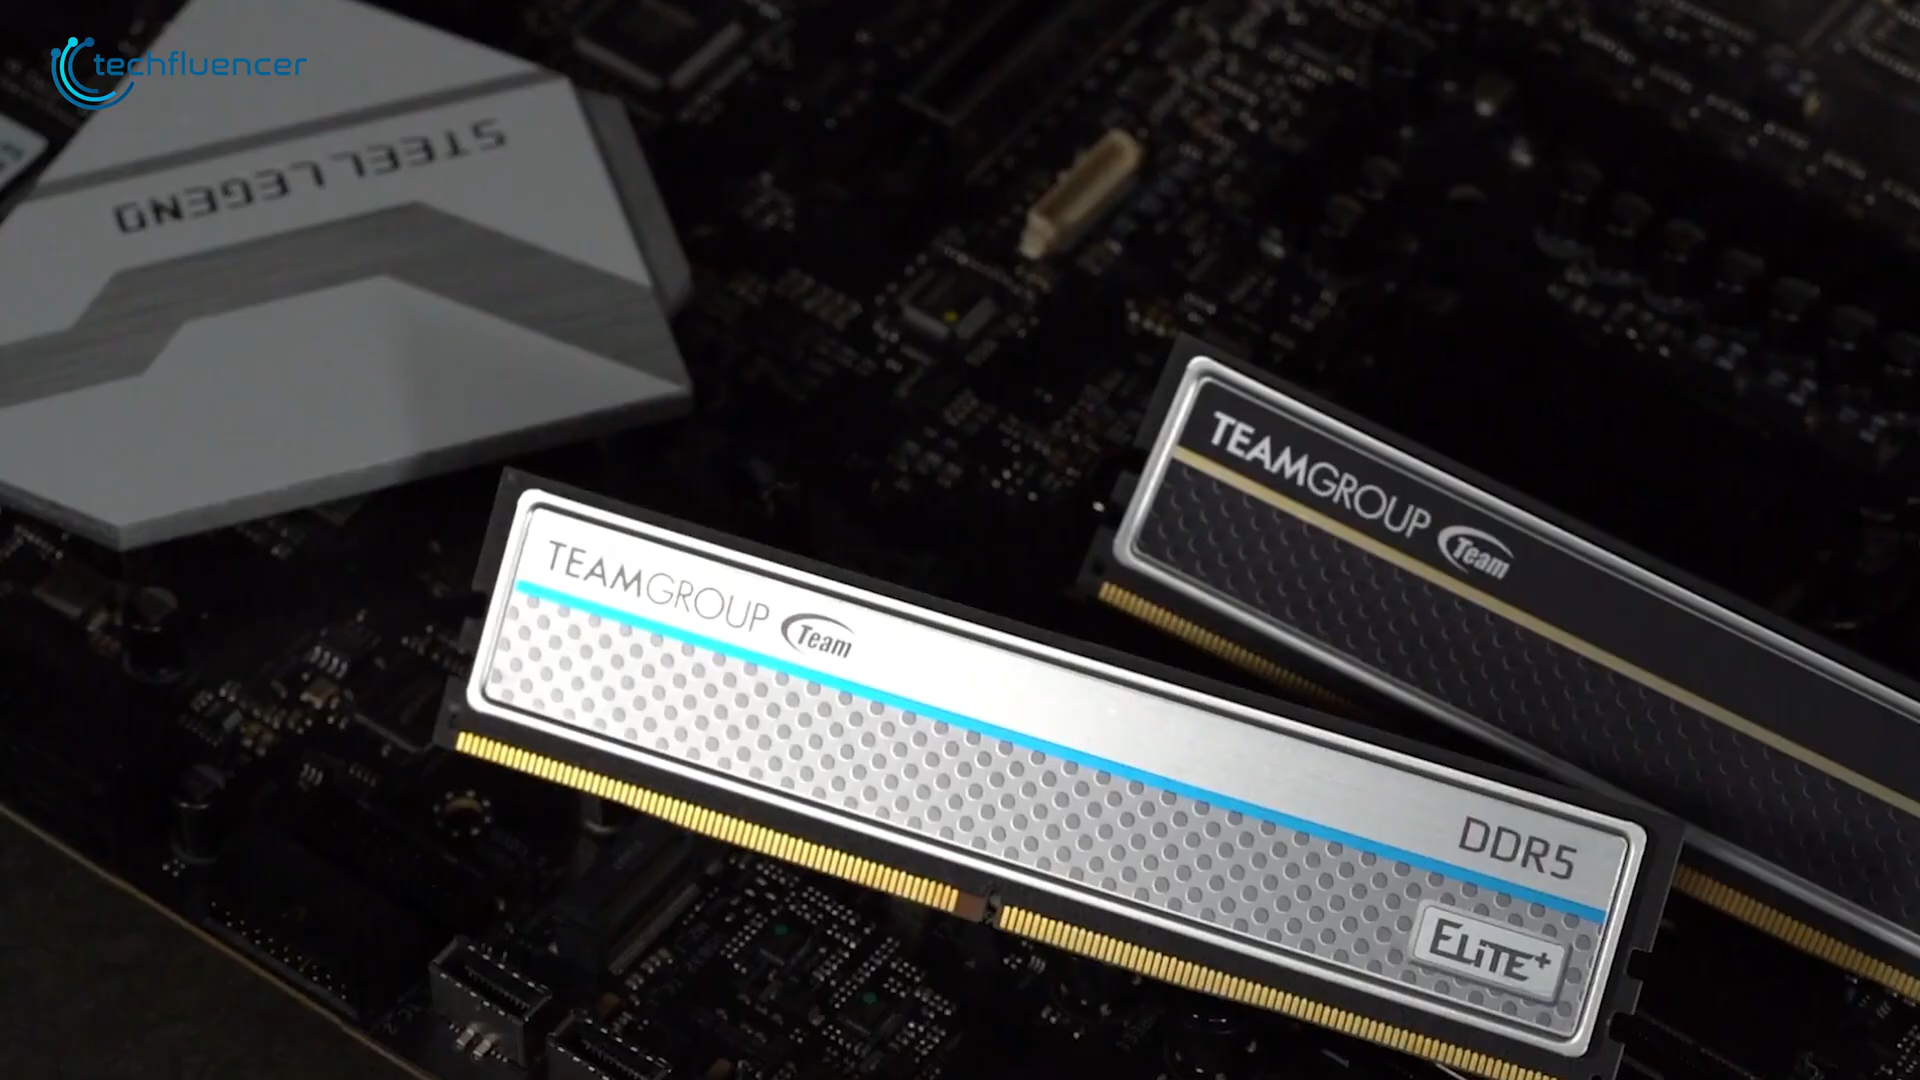 techfluencer
STEEL LEGEND
TEAMGROUP Team
TEAMGROUP Team
DDR5
ELiTE+